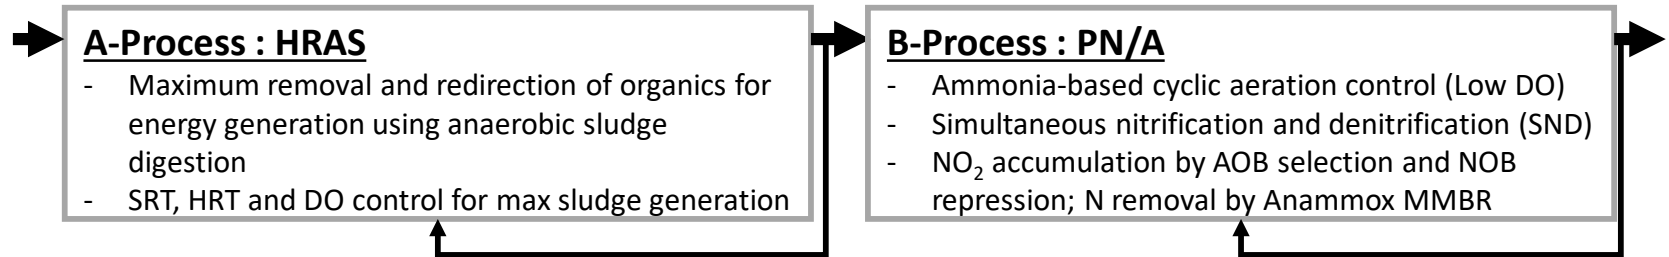 A-Process : HRAS
- Maximum removal and redirection of organics for
energy generation using anaerobic sludge
digestion
- SRT, HRT and DO control for max sludge generation
B-Process : PN/A
- Ammonia-based cyclic aeration control (Low DO)
- Simultaneous nitrification and denitrification (SND)
- NO₂ accumulation by AOB selection and NOB
repression; N removal by Anammox MMBR